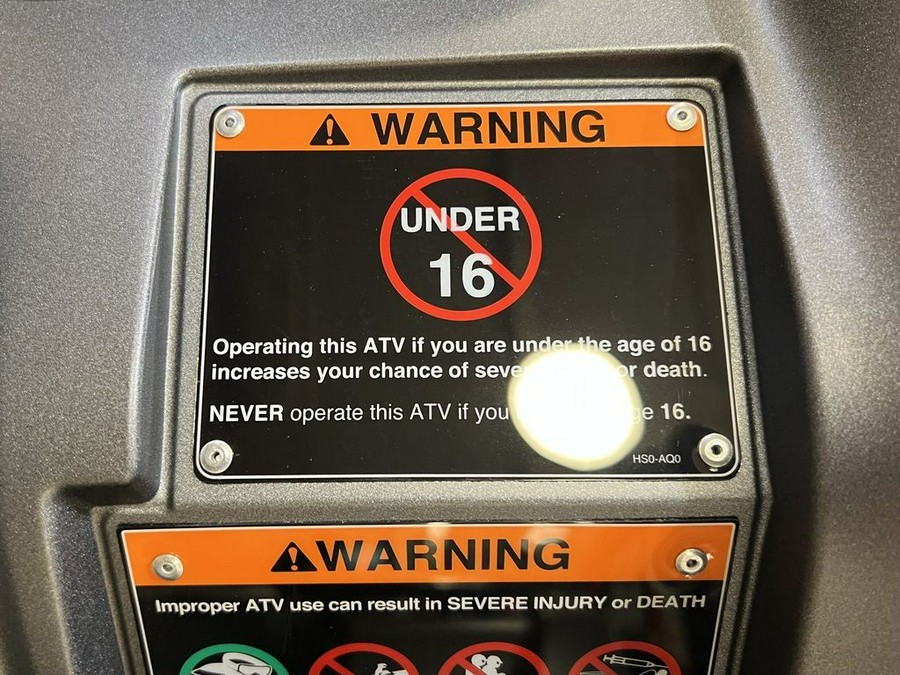 WARNING
UNDER
16
Operating this ATV if you are under the age of 16
increases your chance of or death.
NEVER operate this ATV if you 16.
HS0-AQ0
WARNING
Improper ATV use can result in SEVERE INJURY or DEATH